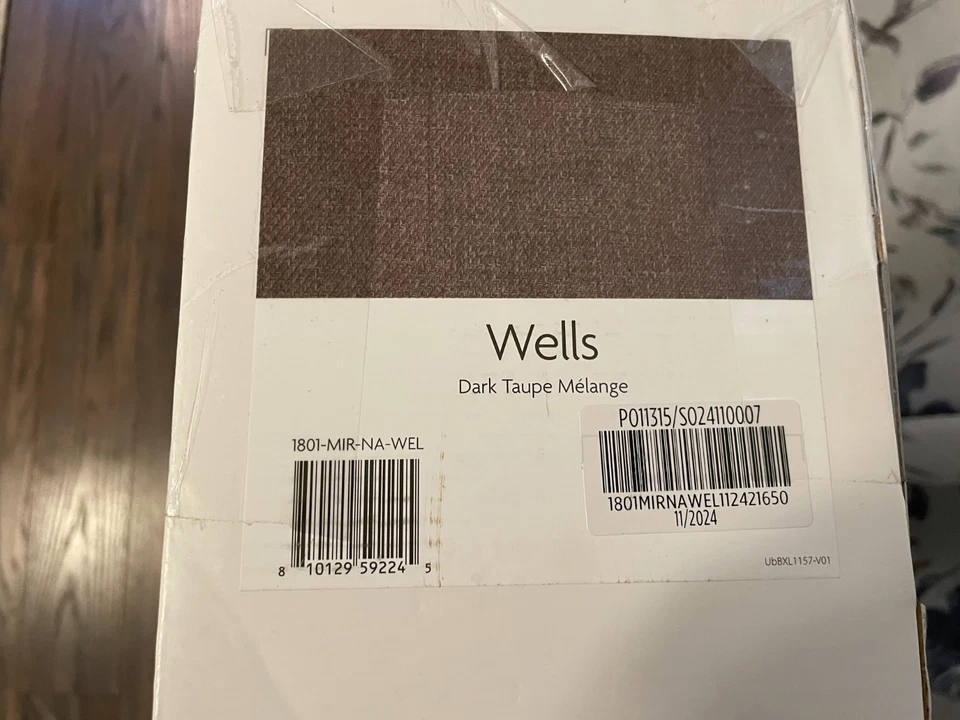 Wells
Dark Taupe Mélange
P011315/S024110007
1801MIRNAWEL112421650
11/2024
1801-MIR-NA-WEL
8 10129 59224 5
UbBXL1157-V01